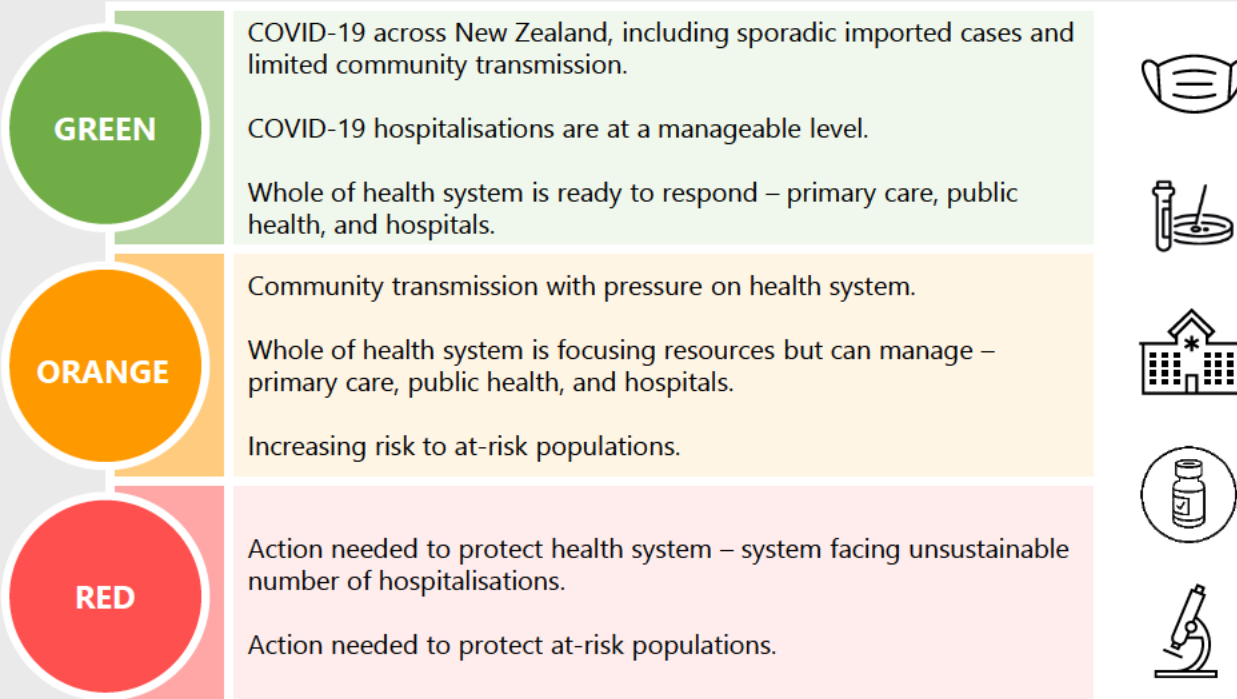 GREEN
COVID-19 across New Zealand, including sporadic imported cases and
limited community transmission.
COVID-19 hospitalisations are at a manageable level.
Whole of health system is ready to respond – primary care, public
health, and hospitals.
ORANGE
Community transmission with pressure on health system.
Whole of health system is focusing resources but can manage –
primary care, public health, and hospitals.
Increasing risk to at-risk populations.
RED
Action needed to protect health system – system facing unsustainable
number of hospitalisations.
Action needed to protect at-risk populations.